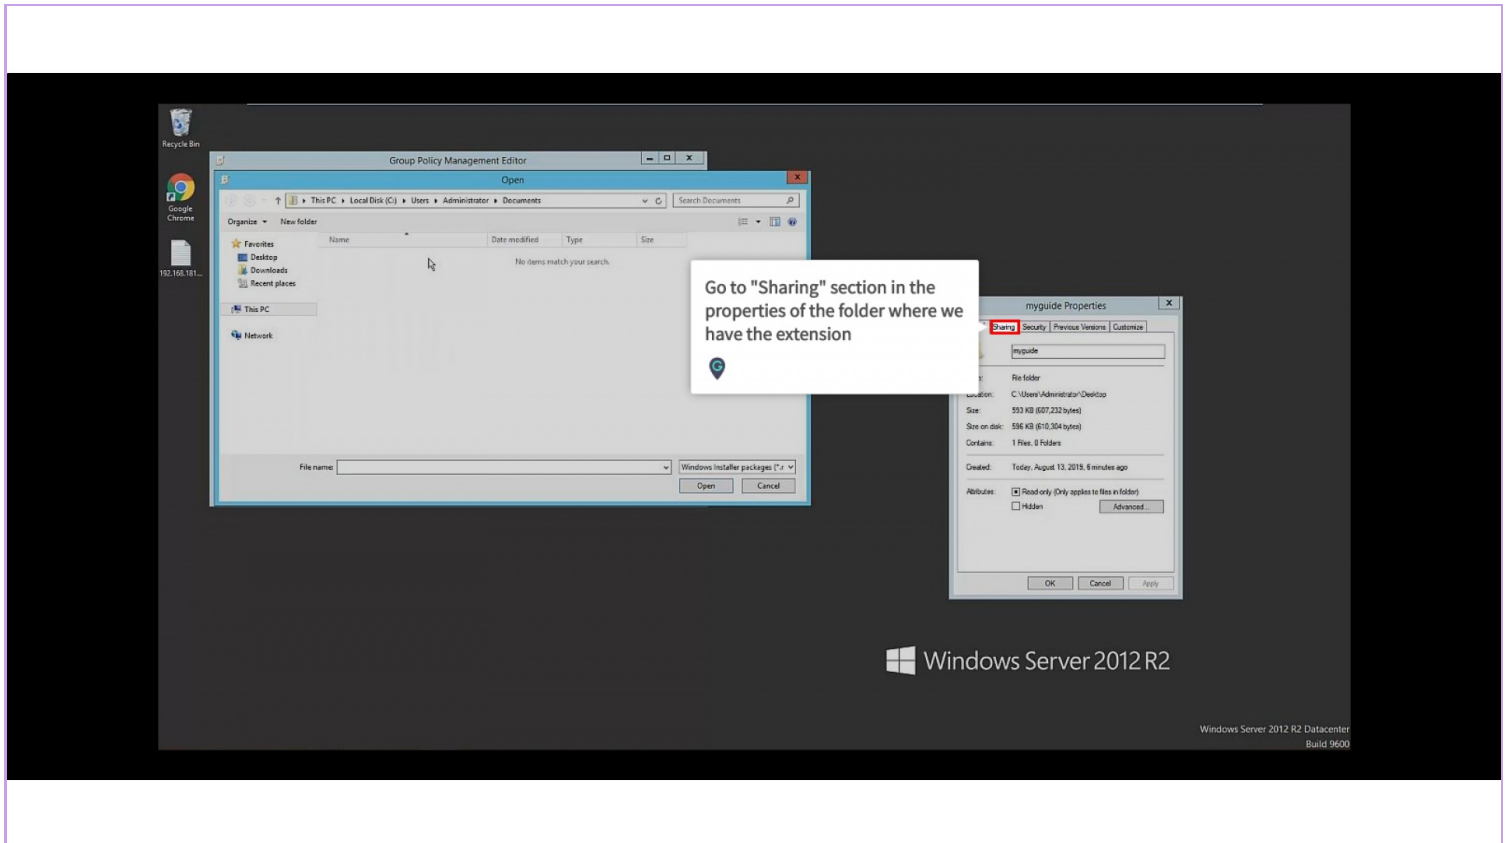 Recycle Bin
Google
Chrome
192.168.181...
Group Policy Management Editor
Open
This PC
Local Disk (C:)
Users
Administrator
Documents
Search Documents
Organize
New folder
Favorites
Desktop
Downloads
Recent places
This PC
Network
Name
Date modified
Type
Size
No items match your search.
File name:
Windows Installer packages (*.r
Open
Cancel
Go to "Sharing" section in the
properties of the folder where we
have the extension
G
myguide Properties
Sharing
Security
Previous Versions
Customize
myguide
File folder
Location:
C:\Users\Administrator\Desktop
Size:
593 KB (607,232 bytes)
Size on disk:
596 KB (610,304 bytes)
Contains:
1 Files, 0 Folders
Created:
Today, August 13, 2019, 6 minutes ago
Attributes:
Read only (Only applies to files in folder)
Hidden
Advanced...
OK
Cancel
Apply
Windows Server 2012 R2
Windows Server 2012 R2 Datacenter
Build 9600